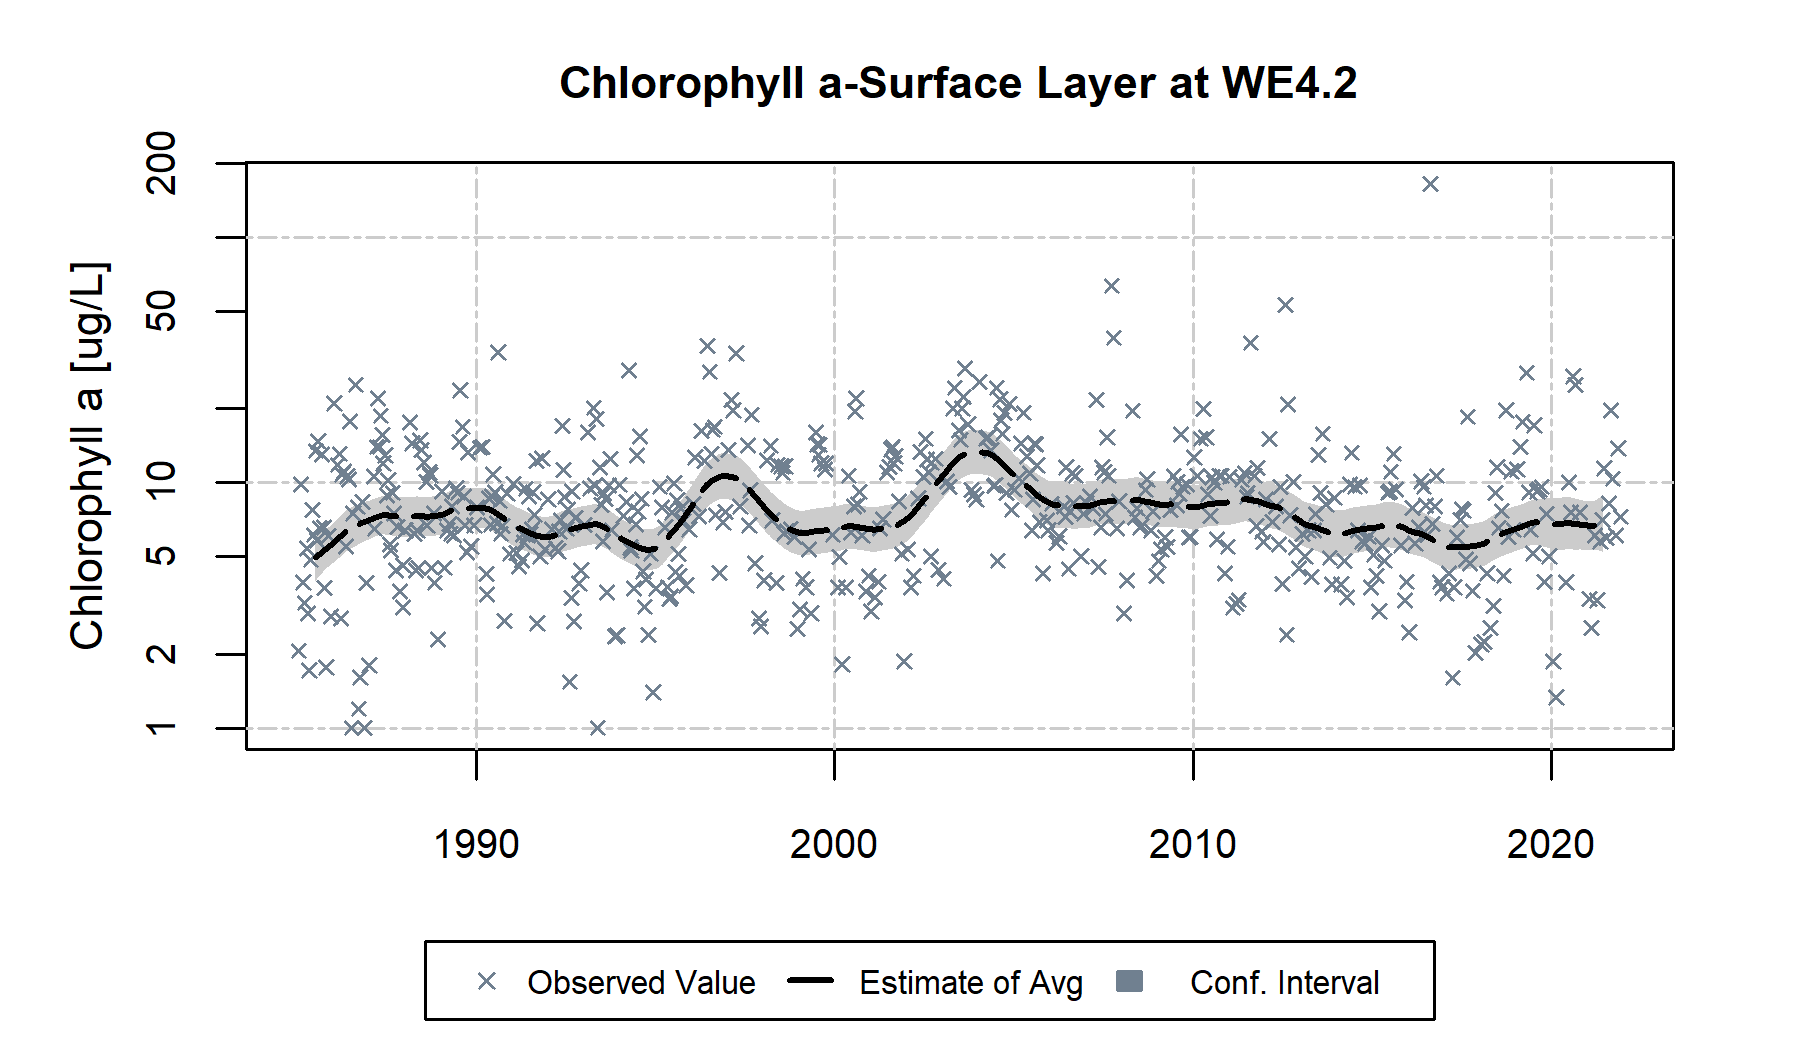 Chlorophyll a-Surface Layer at WE4.2
Chlorophyll a [ug/L]
200
50
10
5
2
1
1990 2000 2010 2020
Observed Value Estimate of Avg Conf. Interval